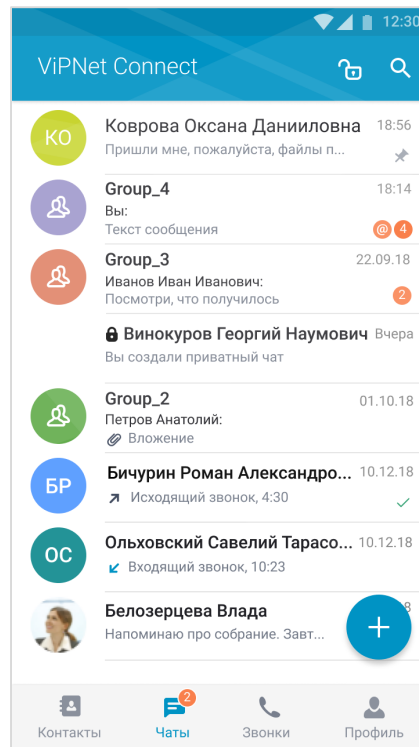 12:30
ViPNet Connect
КО
Коврова Оксана Данииловна 18:56
Пришли мне, пожалуйста, файлы п...
Group_4 18:14
Вы:
Текст сообщения @ 4
Group_3 22.09.18
Иванов Иван Иванович:
Посмотри, что получилось 2
Винокуров Георгий Наумович Вчера
Вы создали приватный чат
Group_2 01.10.18
Петров Анатолий:
Вложение
БР
Бичурин Роман Александро... 10.12.18
Исходящий звонок, 4:30
ОС
Ольховский Савелий Тарасо... 10.12.18
Входящий звонок, 10:23
Белозерцева Влада 8
Напоминаю про собрание. Завт...
+
2
Контакты Чаты Звонки Профиль